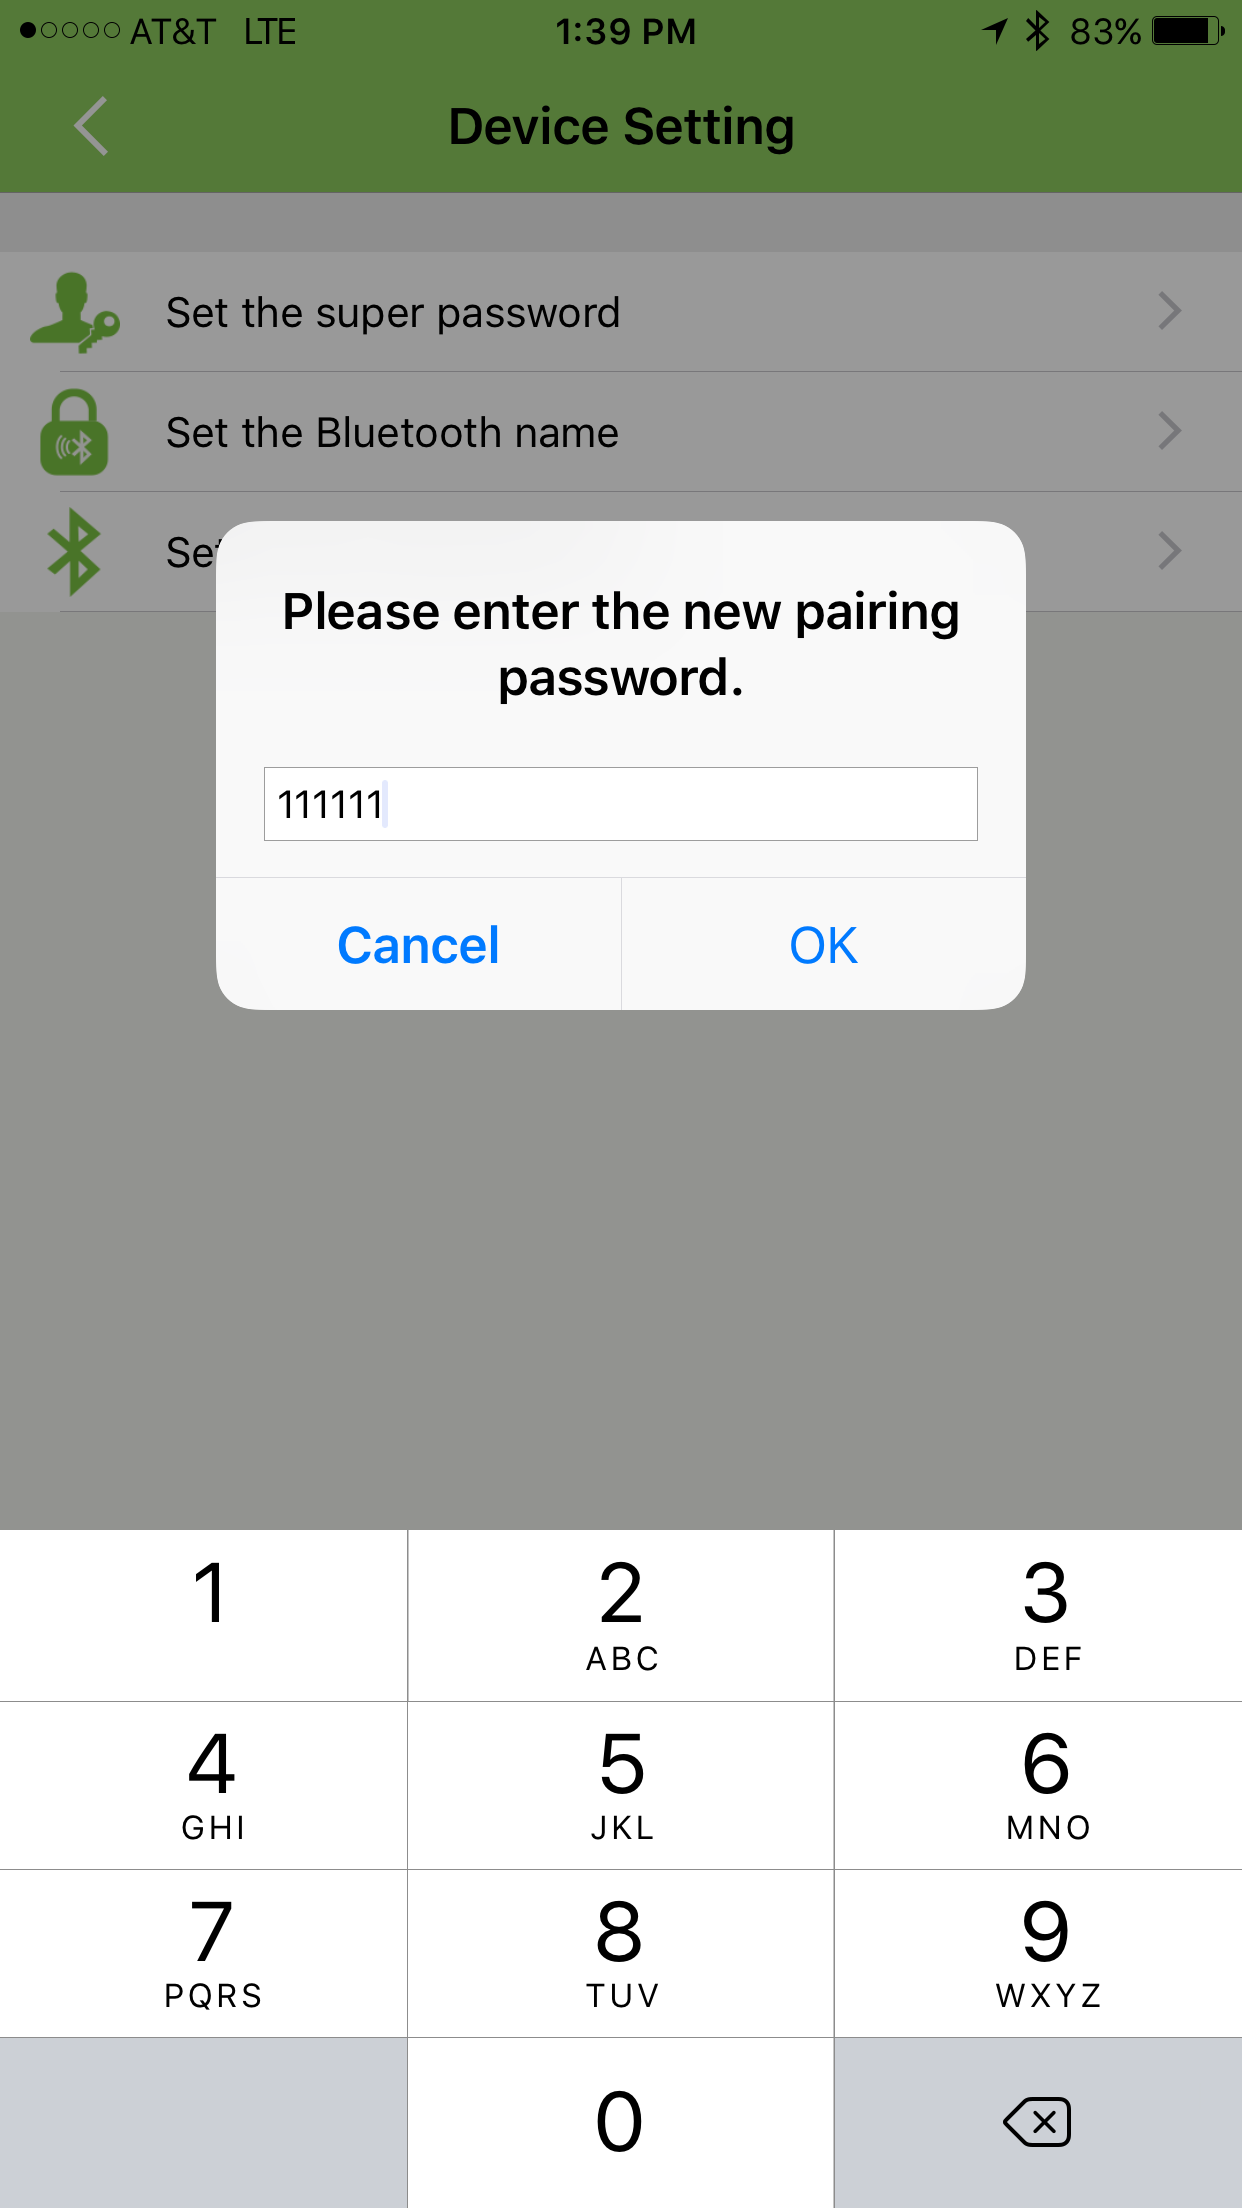 AT&T LTE 1:39 PM 83%
Device Setting
Set the super password
Set the Bluetooth name
Please enter the new pairing
password.
111111
Cancel OK
1 2 3
ABC DEF
4 5 6
GHI JKL MNO
7 8 9
PQRS TUV WXYZ
0